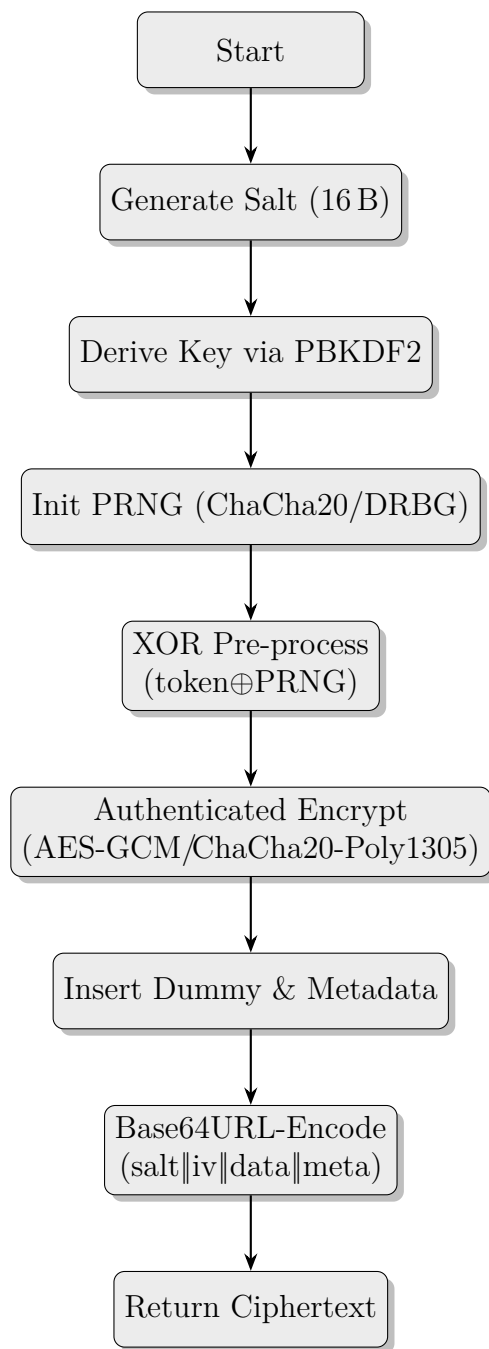 Start
Generate Salt (16 B)
Derive Key via PBKDF2
Init PRNG (ChaCha20/DRBG)
XOR Pre-process
(token⊕PRNG)
Authenticated Encrypt
(AES-GCM/ChaCha20-Poly1305)
Insert Dummy & Metadata
Base64URL-Encode
(salt‖iv‖data‖meta)
Return Ciphertext